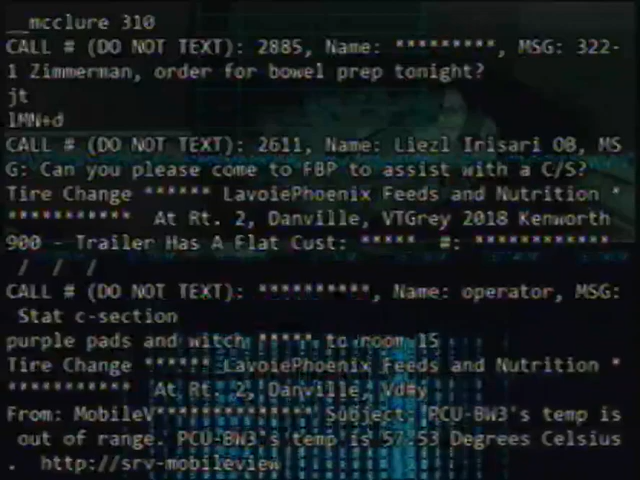 __mcclure 310
CALL # (DO NOT TEXT): 2885, Name: *********, MSG: 322-
1 Zimmerman, order for bowel prep tonight?
jt
lMN+d
CALL # (DO NOT TEXT): 2611, Name: Liezl Irisari OB, MS
G: Can you please come to FBP to assist with a C/S?
Tire Change ****** LavoiePhoenix Feeds and Nutrition *
***********  At Rt. 2, Danville, VTGrey 2018 Kenworth
900 - Trailer Has A Flat Cust: *****  #: ************
/ / /
CALL # (DO NOT TEXT): **********, Name: operator, MSG:
Stat c-section
purple pads and witch ***** to room 15
Tire Change ****** LavoiePhoenix Feeds and Nutrition *
***********  At Rt. 2, Danville, Vdmy
From: MobileV************** Subject: PCU-BW3's temp is
out of range. PCU-BW3's temp is 57.53 Degrees Celsius
.  http://srv-mobileview